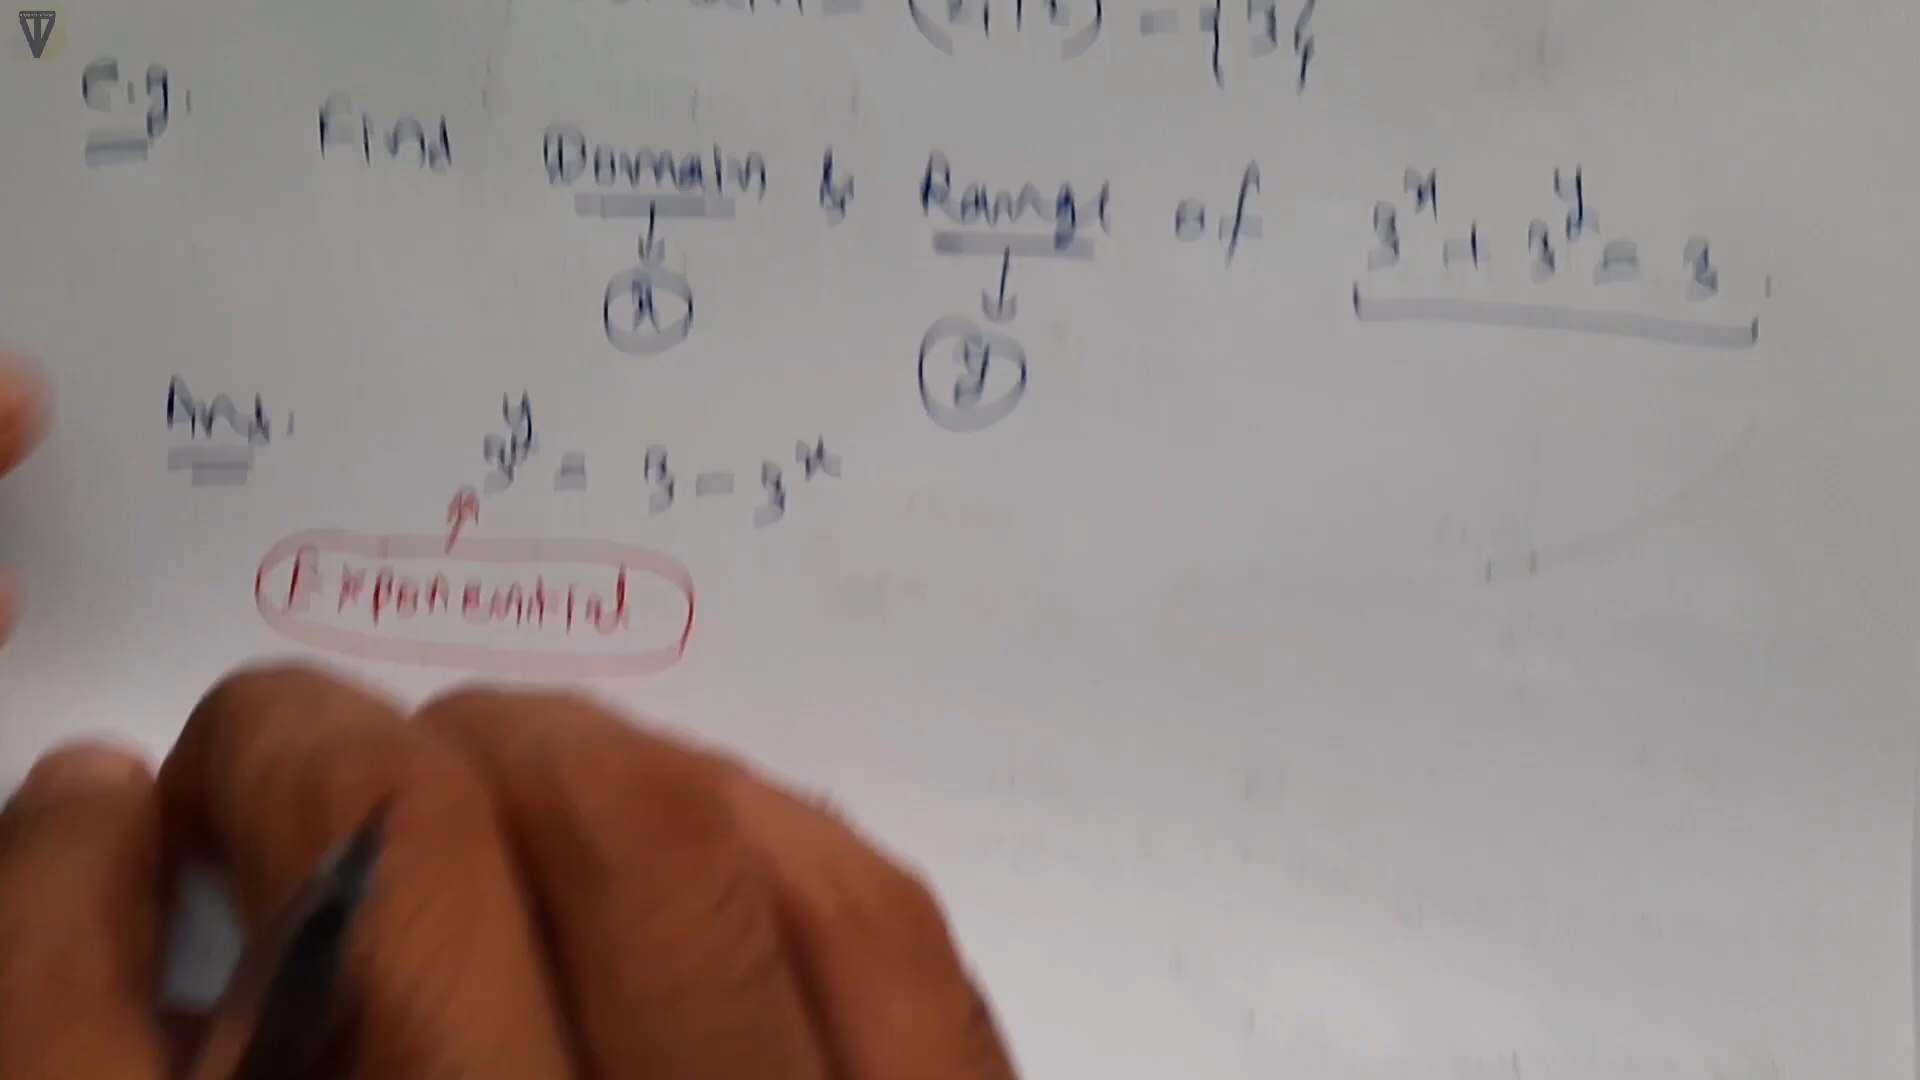 e.g. Find Domain & Range of 3^x + 3^y = 3.
x
y
Ans. 3^y = 3 - 3^x
Exponential